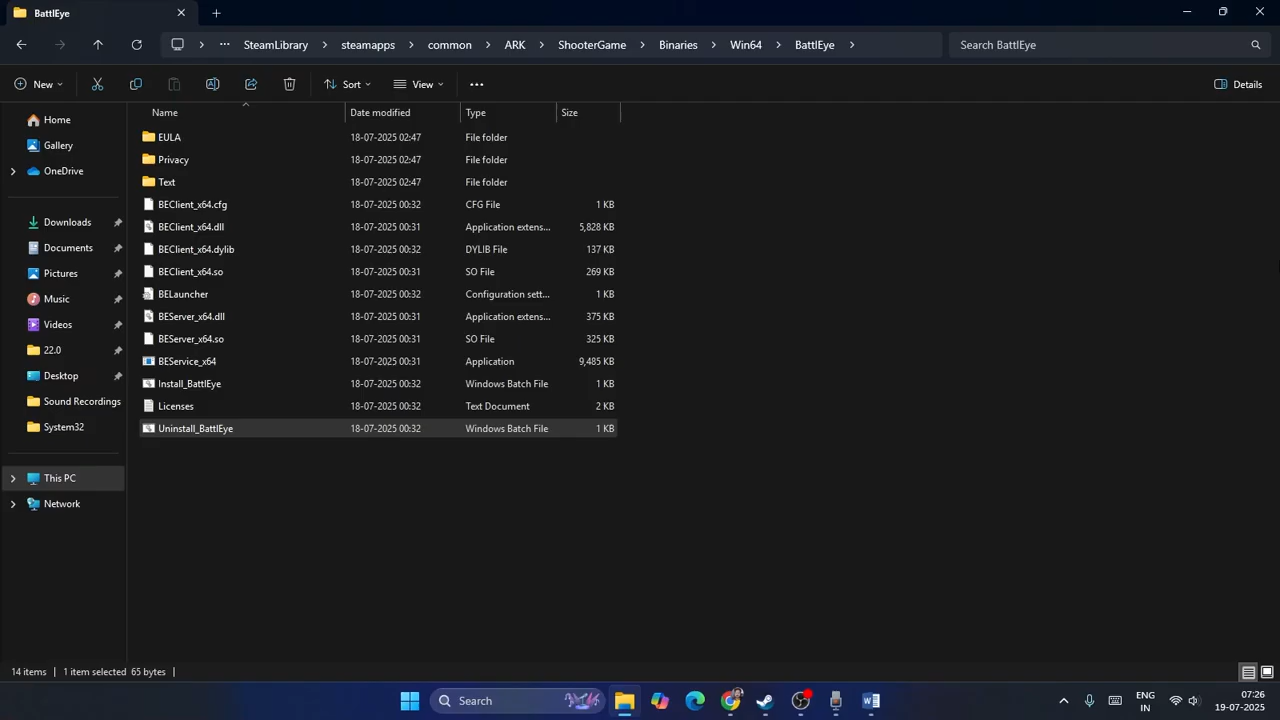 BattlEye
SteamLibrary steamapps common ARK ShooterGame Binaries Win64 BattlEye
Search BattlEye
New Sort View Details
Name Date modified Type Size
Home
Gallery
OneDrive
Downloads
Documents
Pictures
Music
Videos
22.0
Desktop
Sound Recordings
System32
This PC
Network
EULA 18-07-2025 02:47 File folder
Privacy 18-07-2025 02:47 File folder
Text 18-07-2025 02:47 File folder
BEClient_x64.cfg 18-07-2025 00:32 CFG File 1 KB
BEClient_x64.dll 18-07-2025 00:31 Application extens... 5,828 KB
BEClient_x64.dylib 18-07-2025 00:32 DYLIB File 137 KB
BEClient_x64.so 18-07-2025 00:31 SO File 269 KB
BELauncher 18-07-2025 00:32 Configuration sett... 1 KB
BEServer_x64.dll 18-07-2025 00:31 Application extens... 375 KB
BEServer_x64.so 18-07-2025 00:32 SO File 325 KB
BEService_x64 18-07-2025 00:31 Application 9,485 KB
Install_BattlEye 18-07-2025 00:32 Windows Batch File 1 KB
Licenses 18-07-2025 00:32 Text Document 2 KB
Uninstall_BattlEye 18-07-2025 00:32 Windows Batch File 1 KB
14 items 1 item selected 65 bytes
Search
ENG
IN
07:26
19-07-2025